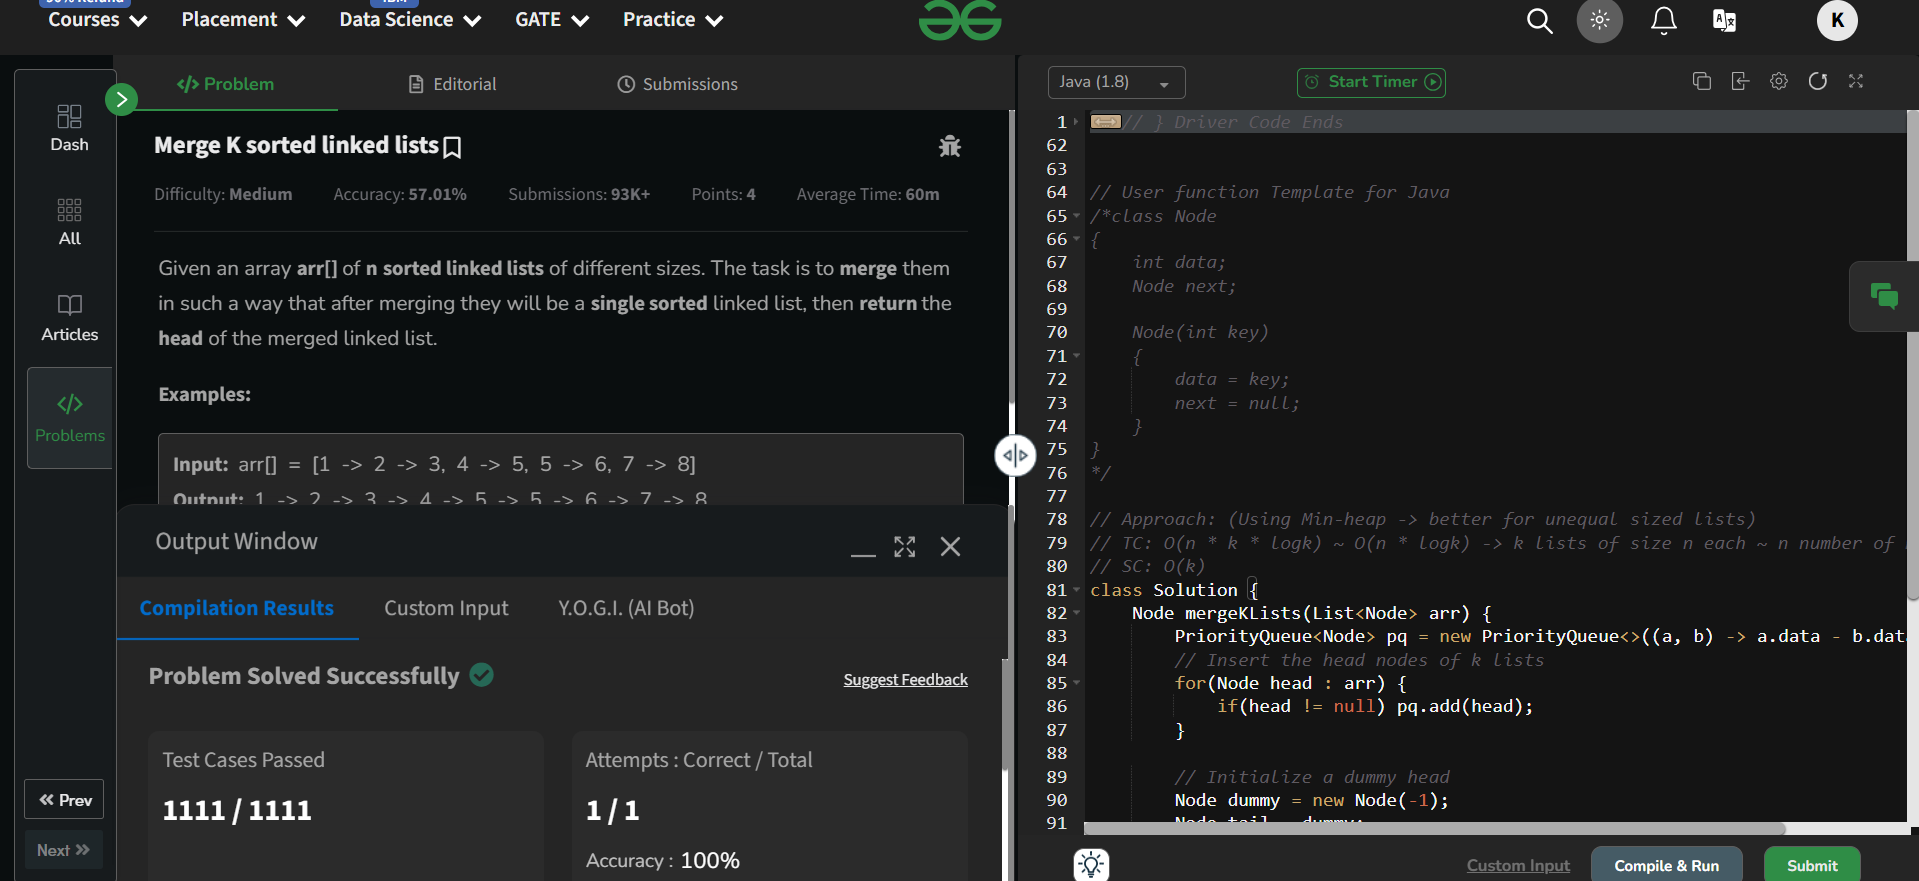 Courses
Placement
Data Science
GATE
Practice
K
Dash
All
Articles
Problems
Prev
Next
Problem
Editorial
Submissions
Merge K sorted linked lists
Difficulty: Medium Accuracy: 57.01% Submissions: 93K+ Points: 4 Average Time: 60m
Given an array arr[] of n sorted linked lists of different sizes. The task is to merge them
in such a way that after merging they will be a single sorted linked list, then return the
head of the merged linked list.
Examples:
Input: arr[] = [1 -> 2 -> 3, 4 -> 5, 5 -> 6, 7 -> 8]
Output: 1 -> 2 -> 3 -> 4 -> 5 -> 5 -> 6 -> 7 -> 8
Output Window
Compilation Results
Custom Input
Y.O.G.I. (AI Bot)
Problem Solved Successfully
Suggest Feedback
Test Cases Passed
1111 / 1111
Attempts : Correct / Total
1 / 1
Accuracy : 100%
Java (1.8)
Start Timer
1 // } Driver Code Ends
62
63
64 // User function Template for Java
65 /*class Node
66 {
67 int data;
68 Node next;
69
70 Node(int key)
71 {
72 data = key;
73 next = null;
74 }
75 }
76 */
77
78 // Approach: (Using Min-heap -> better for unequal sized lists)
79 // TC: O(n * k * logk) ~ O(n * logk) -> k lists of size n each ~ n number of
80 // SC: O(k)
81 class Solution {
82 Node mergeKLists(List<Node> arr) {
83 PriorityQueue<Node> pq = new PriorityQueue<>((a, b) -> a.data - b.dat
84 // Insert the head nodes of k lists
85 for(Node head : arr) {
86 if(head != null) pq.add(head);
87 }
88
89 // Initialize a dummy head
90 Node dummy = new Node(-1);
91 Node tail = dummy;
Custom Input
Compile & Run
Submit